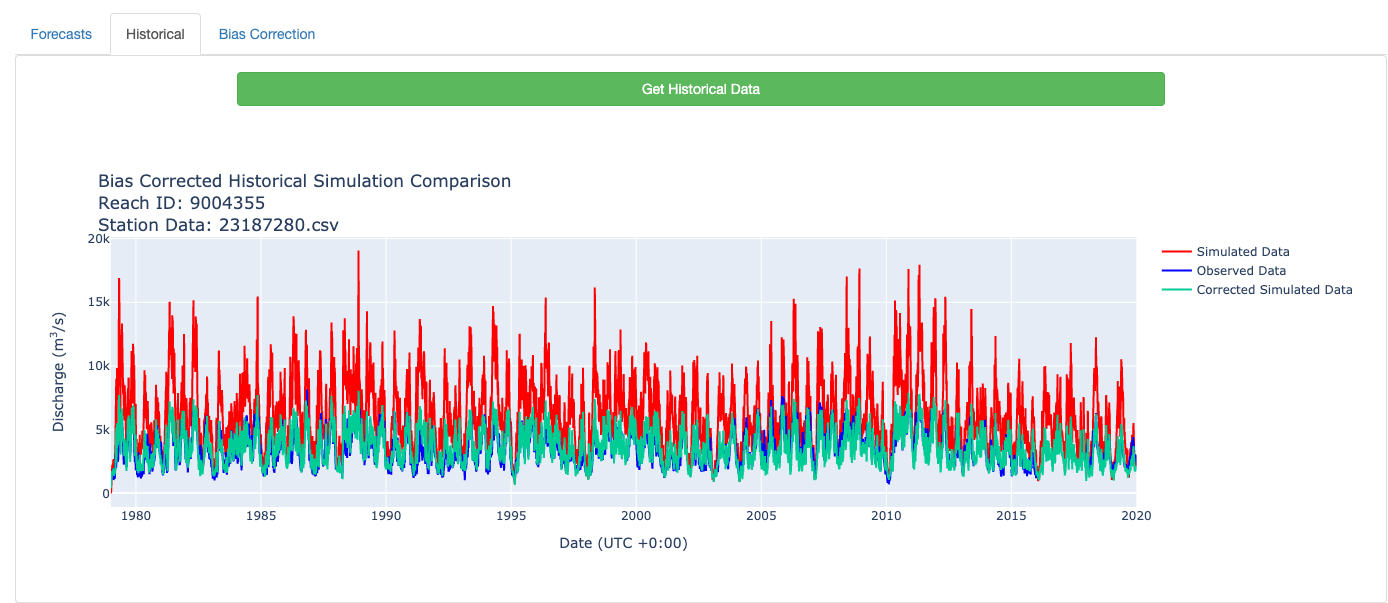 Forecasts Historical Bias Correction
Get Historical Data
Bias Corrected Historical Simulation Comparison
Reach ID: 9004355
Station Data: 23187280.csv
20k
15k
10k
5k
0
Discharge (m³/s)
1980 1985 1990 1995 2000 2005 2010 2015 2020
Date (UTC +0:00)
Simulated Data
Observed Data
Corrected Simulated Data